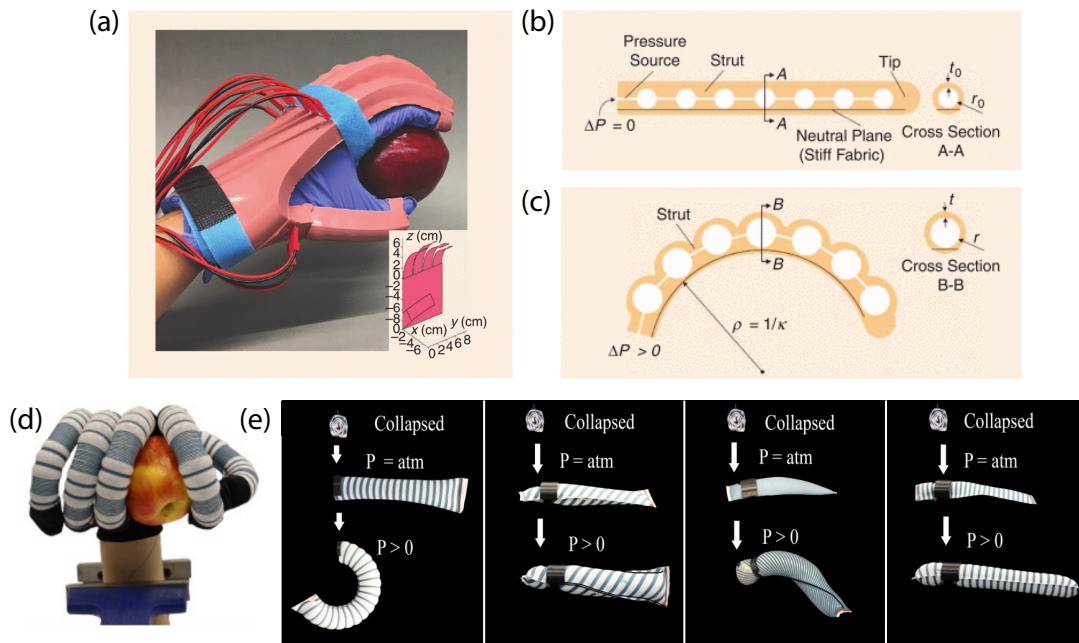 (a)
z (cm)
6
4
2
0
−2
−4
−6
−8
0
−2
−4
−6
x (cm)
y (cm)
0 2 4 6 8
(b)
Pressure
Source
Strut
A
A
Tip
t0
r0
ΔP = 0
Neutral Plane
(Stiff Fabric)
Cross Section
A-A
(c)
Strut
B
B
t
r
Cross Section
B-B
ρ = 1/κ
ΔP > 0
(d)
(e)
Collapsed
P = atm
P > 0
Collapsed
P = atm
P > 0
Collapsed
P = atm
P > 0
Collapsed
P = atm
P > 0